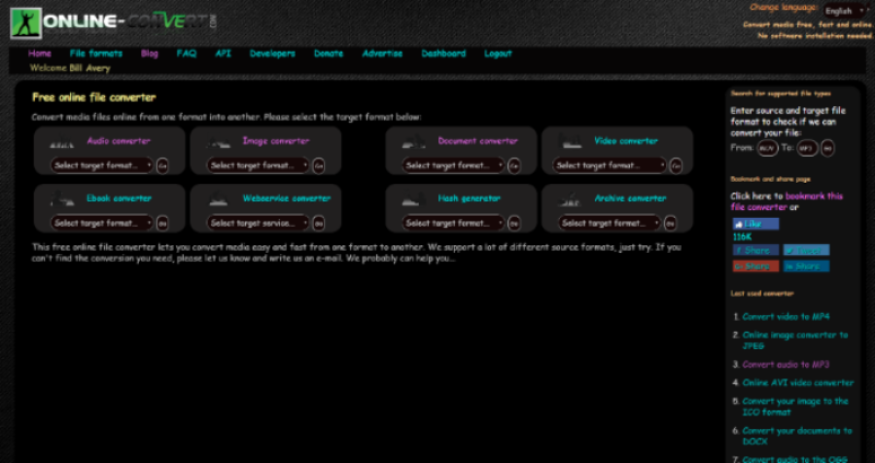 ONLINE-CONVERT.COM
Change language: English
Convert media free, fast and online.
No software installation needed.
Home File formats Blog FAQ API Developers Donate Advertise Dashboard Logout
Welcome Bill Avery
Free online file converter
Convert media files online from one format into another. Please select the target format below:
Audio converter Image converter Document converter Video converter
Select target format... Go Select target format... Go Select target format... Go Select target format... Go
Ebook converter Webservice converter Hash generator Archive converter
Select target format... Go Select target service... Go Select target format... Go Select target format... Go
This free online file converter lets you convert media easy and fast from one format to another. We support a lot of different source formats, just try. If you
can't find the conversion you need, please let us know and write us an e-mail. We probably can help you...
Search for supported file types
Enter source and target file
format to check if we can
convert your file:
From: MOV To: MP3 Go
Bookmark and share page
Click here to bookmark this
file converter or
Like
116K
Share Tweet
Share Share
Last used converter
1. Convert video to MP4
2. Online image converter to
JPEG
3. Convert audio to MP3
4. Online AVI video converter
5. Convert your image to the
ICO format
6. Convert your documents to
DOCX
7. Convert audio to the OGG